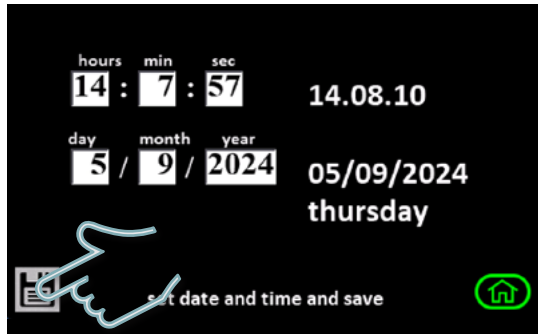 hours min sec
14 : 7 : 57
14.08.10
day month year
5 / 9 / 2024
05/09/2024
thursday
set date and time and save